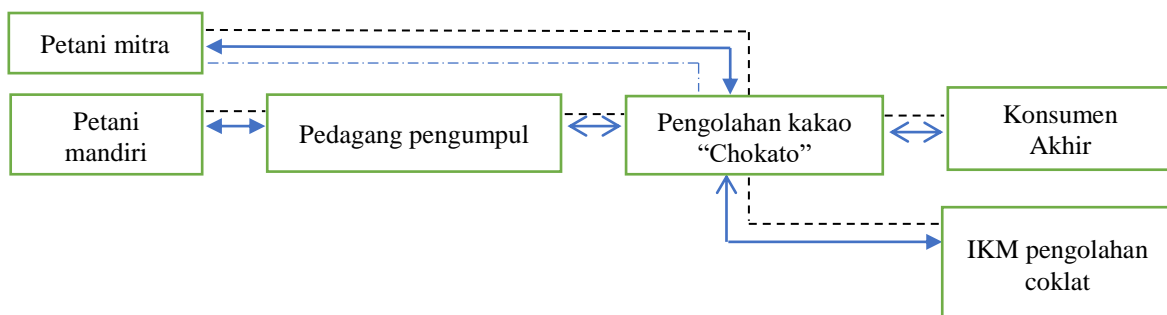 Petani mitra
Petani
mandiri
Pedagang pengumpul
Pengolahan kakao
“Chokato”
Konsumen
Akhir
IKM pengolahan
coklat